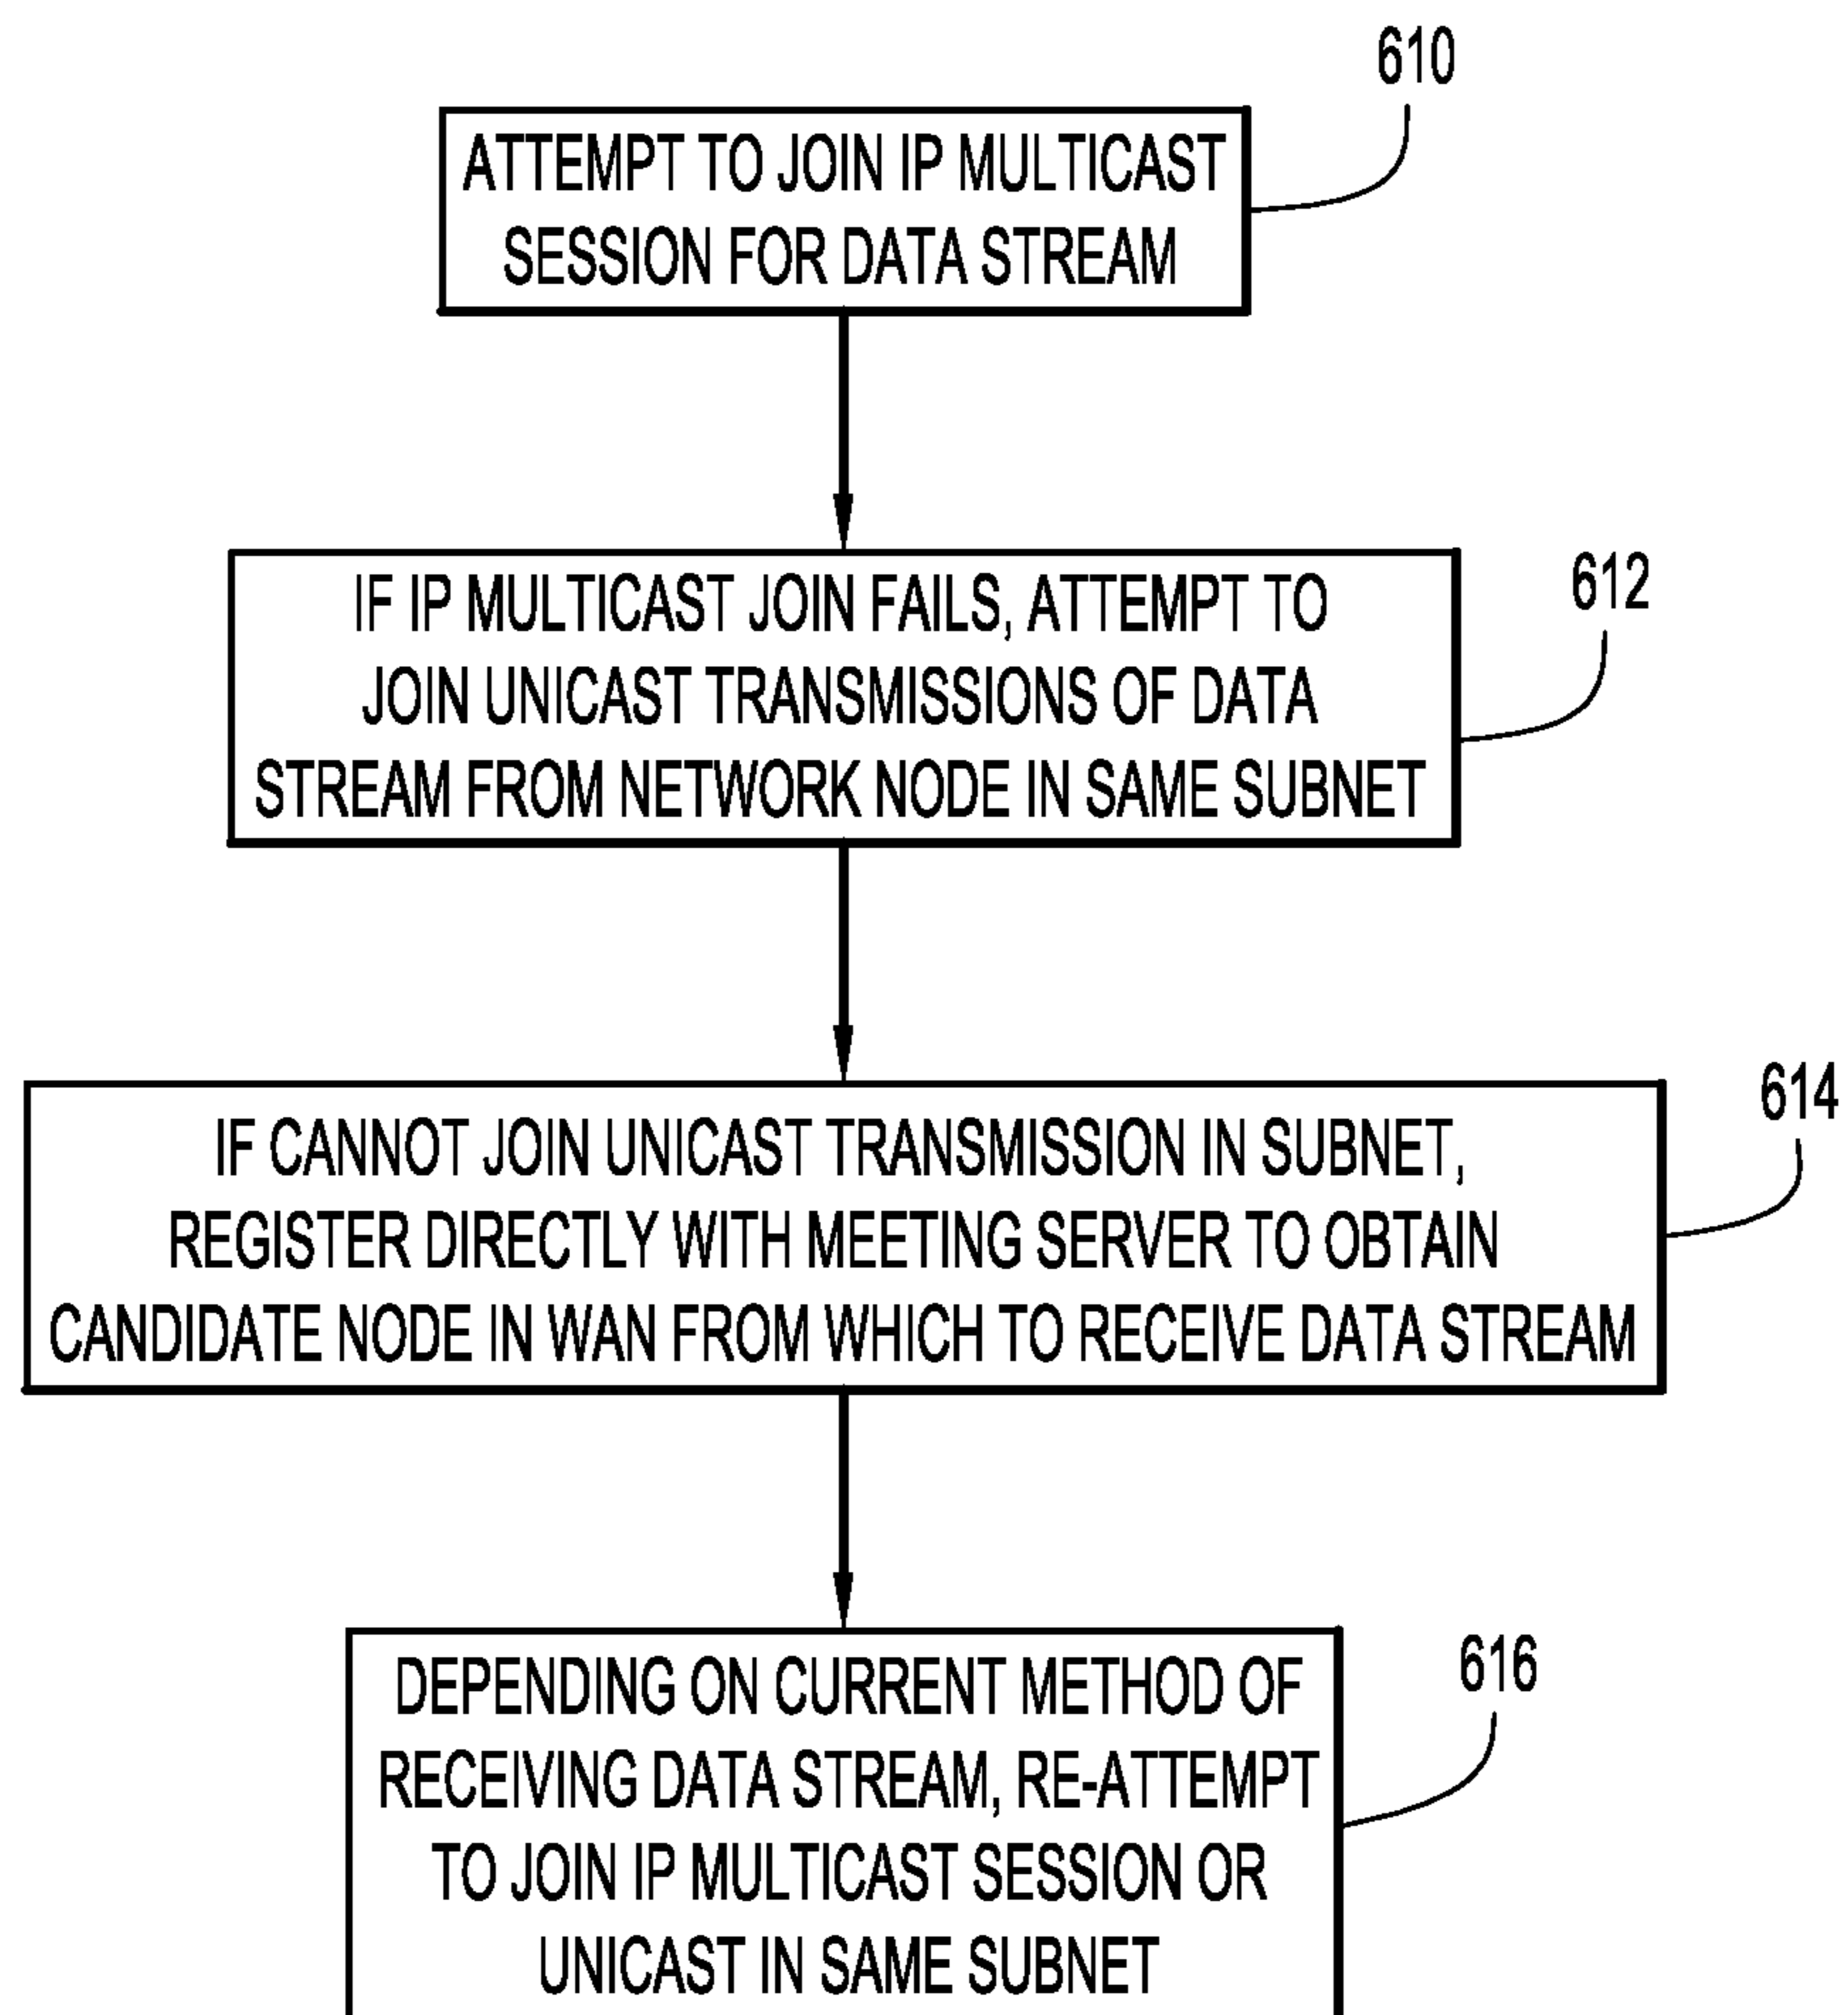 610
ATTEMPT TO JOIN IP MULTICAST
SESSION FOR DATA STREAM
612
IF IP MULTICAST JOIN FAILS, ATTEMPT TO
JOIN UNICAST TRANSMISSIONS OF DATA
STREAM FROM NETWORK NODE IN SAME SUBNET
614
IF CANNOT JOIN UNICAST TRANSMISSION IN SUBNET,
REGISTER DIRECTLY WITH MEETING SERVER TO OBTAIN
CANDIDATE NODE IN WAN FROM WHICH TO RECEIVE DATA STREAM
616
DEPENDING ON CURRENT METHOD OF
RECEIVING DATA STREAM, RE-ATTEMPT
TO JOIN IP MULTICAST SESSION OR
UNICAST IN SAME SUBNET